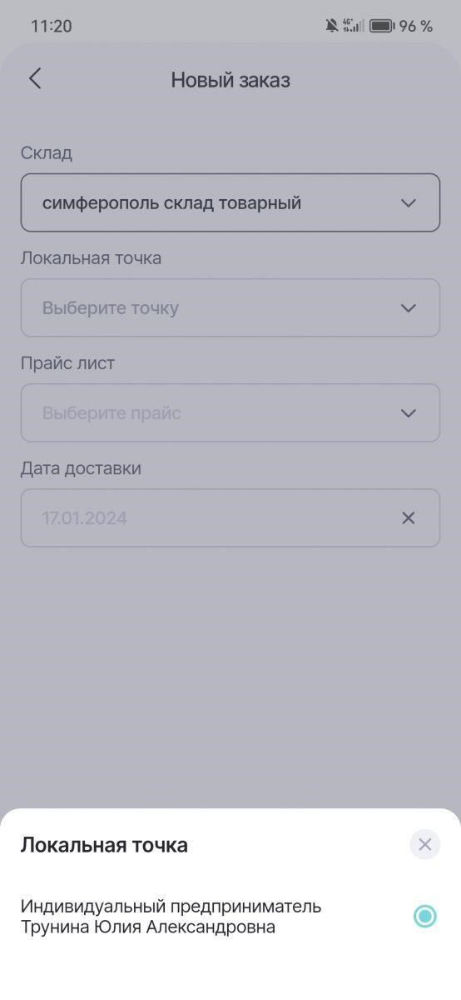 11:20
4G+
96 %
Новый заказ
Склад
симферополь склад товарный
Локальная точка
Выберите точку
Прайс лист
Выберите прайс
Дата доставки
17.01.2024
Локальная точка
Индивидуальный предприниматель
Трунина Юлия Александровна